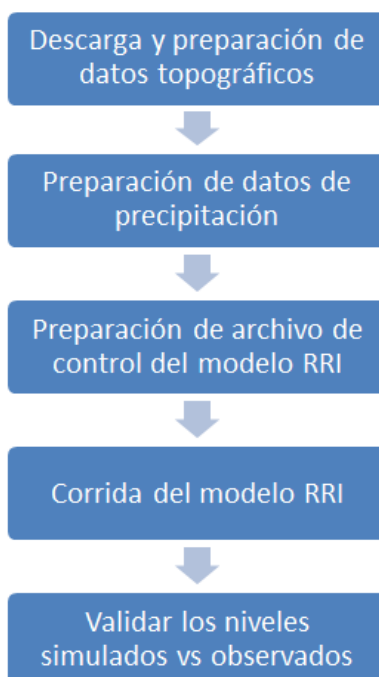 Descarga y preparación de
datos topográficos
Preparación de datos de
precipitación
Preparación de archivo de
control del modelo RRI
Corrida del modelo RRI
Validar los niveles
simulados vs observados